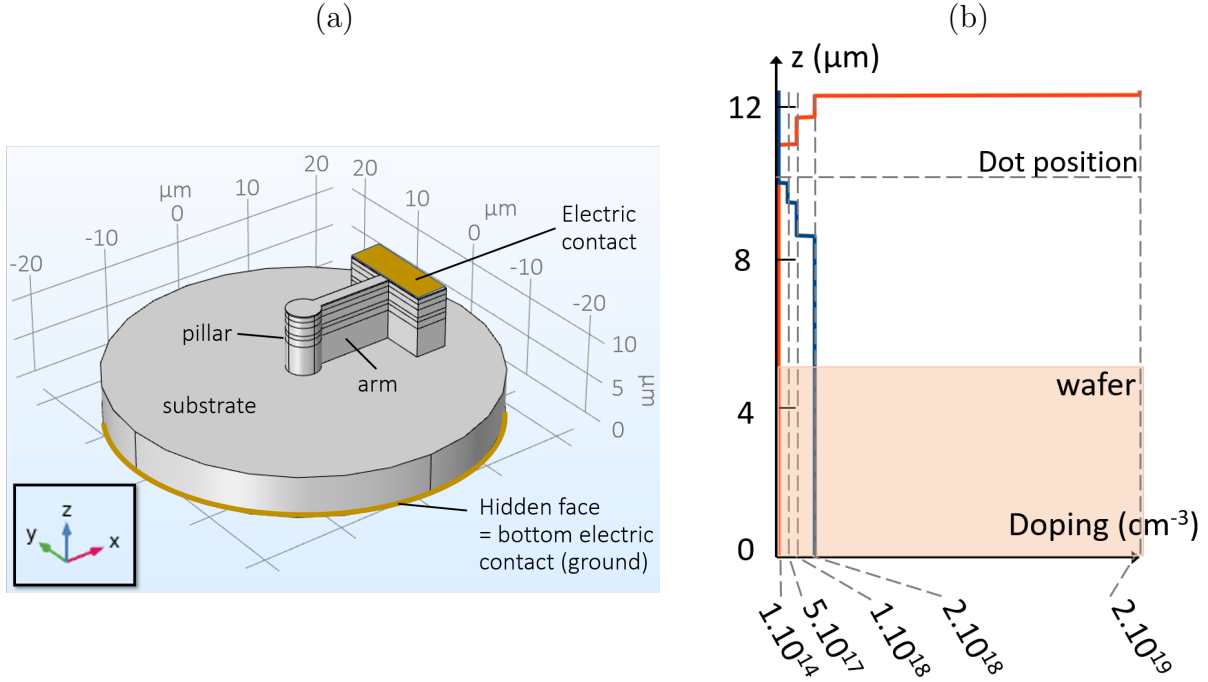 (a)
20
20
μm
10
10
μm
0
0
-10
-10
-20
-20
10
5
μm
0
Electric
contact
pillar
arm
substrate
Hidden face
= bottom electric
contact (ground)
z
y
x
(b)
z (μm)
12
Dot position
8
wafer
4
Doping (cm-3)
0
1.10¹⁴
5.10¹⁷
1.10¹⁸
2.10¹⁸
2.10¹⁹